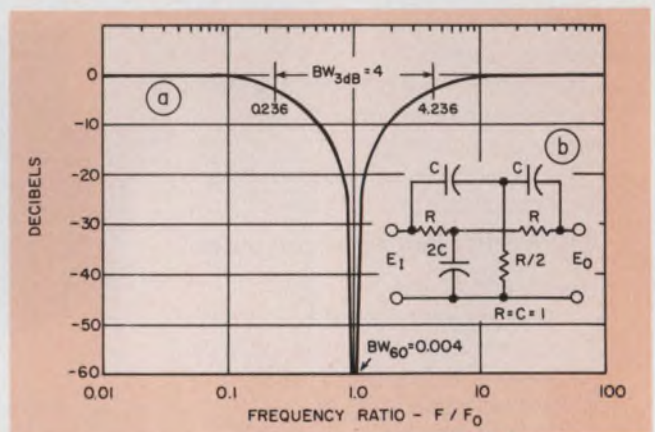 0
-10
-20
-30
-40
-50
-60
DECIBELS
a
BW3dB=4
0.236
4.236
b
C
C
R
R
2C
R/2
EI
EO
R=C=1
BW60=0.004
0.01
0.1
1.0
10
100
FREQUENCY RATIO - F/FO